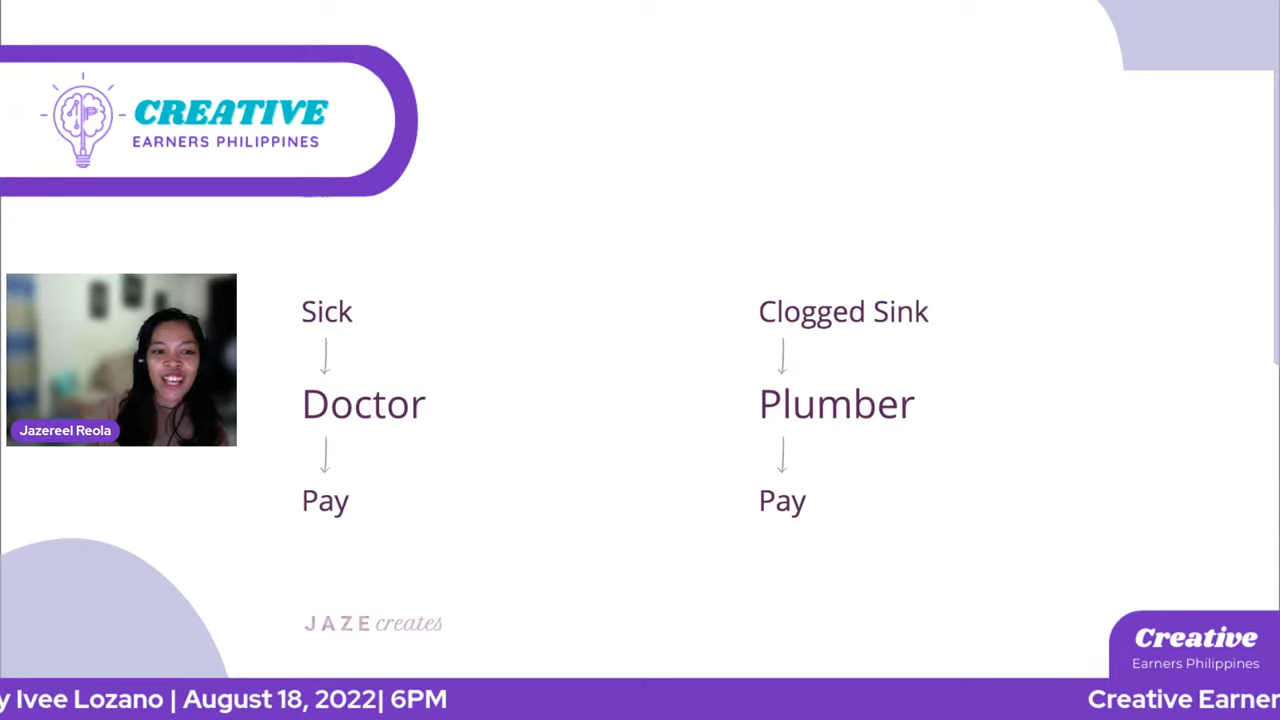 CREATIVE
EARNERS PHILIPPINES
Sick
Clogged Sink
Doctor
Plumber
Pay
Pay
Jazereel Reola
JAZE creates
Creative
Earners Philippines
y Ivee Lozano | August 18, 2022| 6PM
Creative Earner